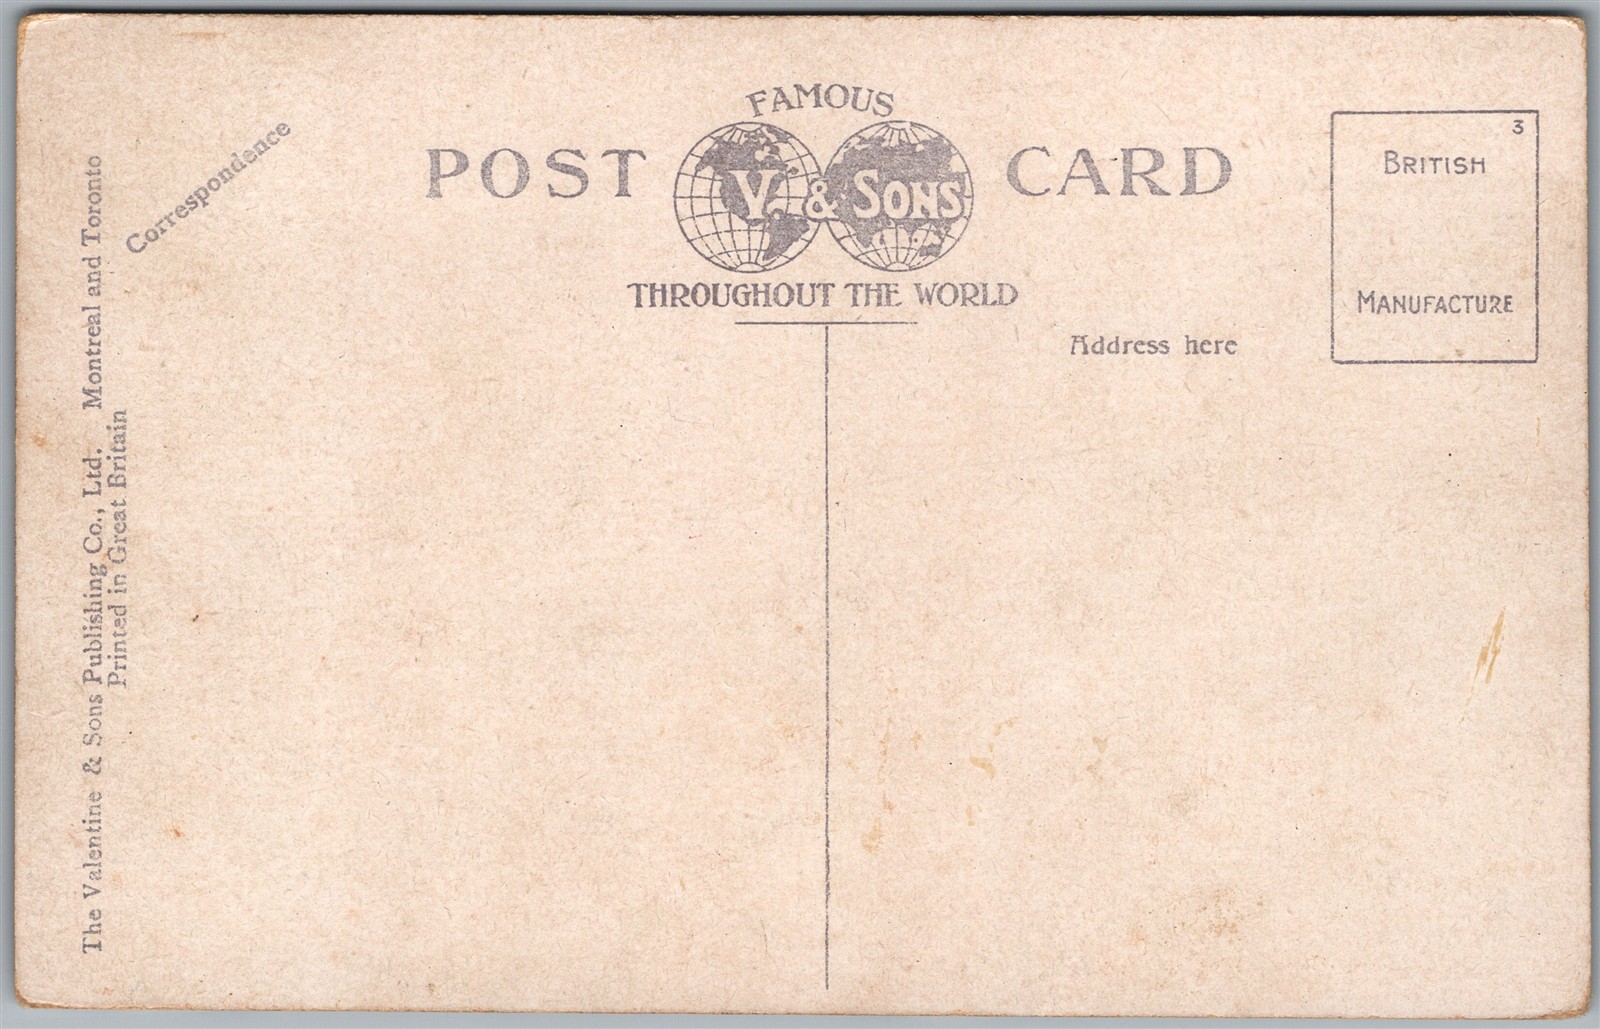 FAMOUS
POST V & SONS CARD
THROUGHOUT THE WORLD
3
BRITISH
MANUFACTURE
Address here
Correspondence
The Valentine & Sons Publishing Co., Ltd. Montreal and Toronto
Printed in Great Britain